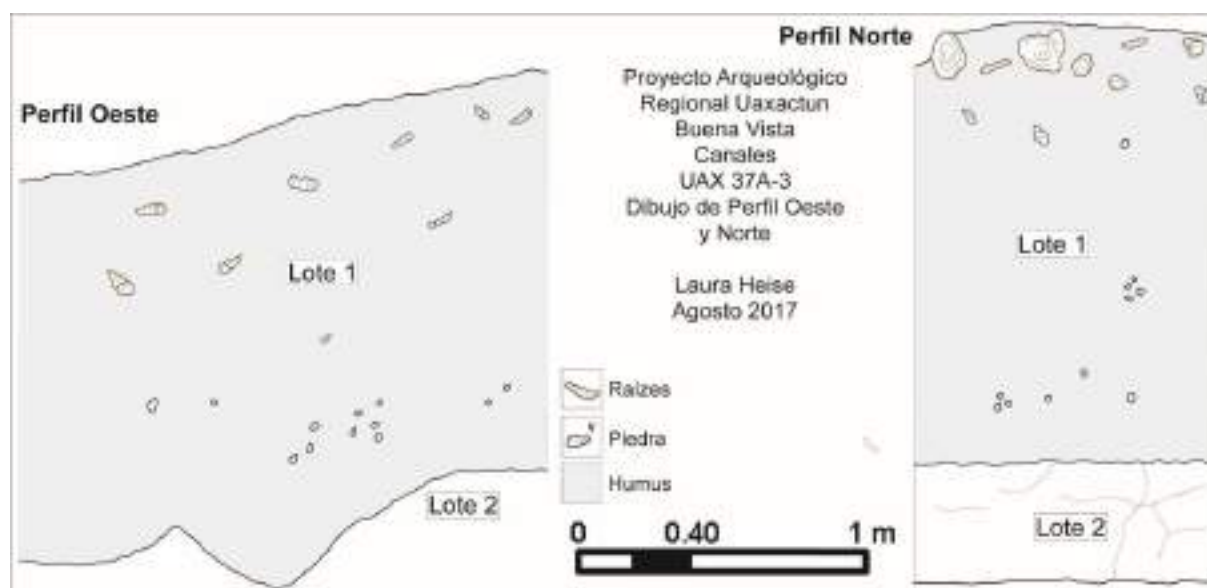 Perfil Oeste
Lote 1
Lote 2
Proyecto Arqueológico
Regional Uaxactun
Buena Vista
Canales
UAX 37A-3
Dibujo de Perfil Oeste
y Norte
Laura Heise
Agosto 2017
Raízes
Piedra
Humus
0 0.40 1 m
Perfil Norte
Lote 1
Lote 2